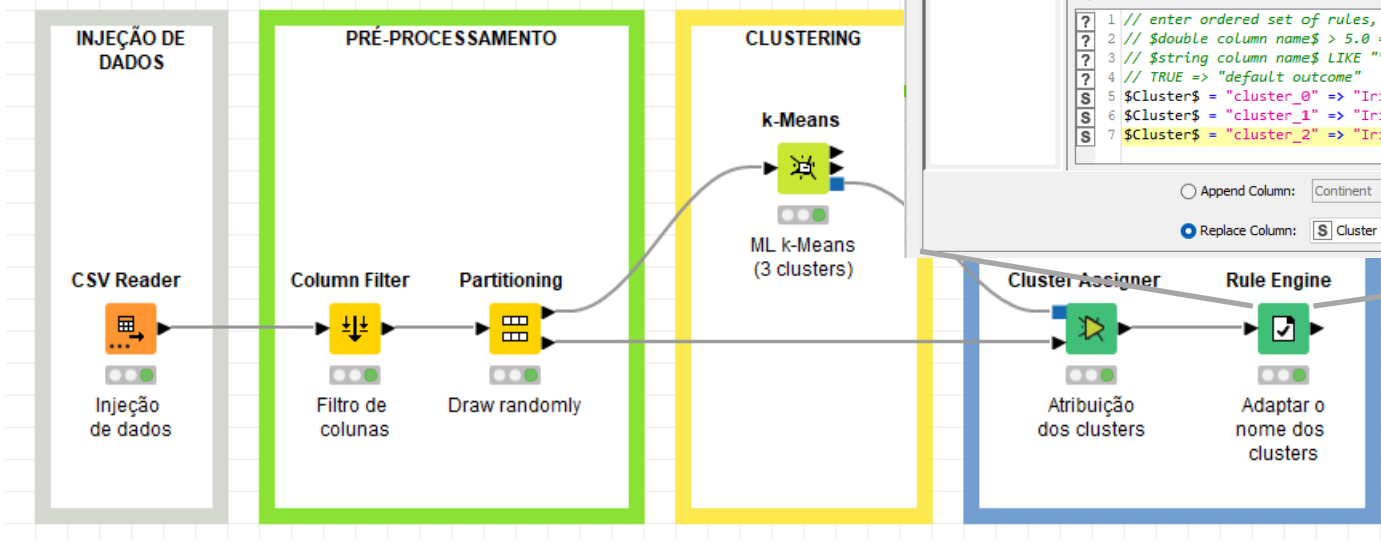 INJEÇÃO DE
DADOS
PRÉ-PROCESSAMENTO
CLUSTERING
? 1 // enter ordered set of rules,
? 2 // $double column name$ > 5.0 =
? 3 // $string column name$ LIKE "
? 4 // TRUE => "default outcome"
S 5 $Cluster$ = "cluster_0" => "Iri
S 6 $Cluster$ = "cluster_1" => "Iri
S 7 $Cluster$ = "cluster_2" => "Iri
Append Column: Continent
Replace Column: S Cluster
k-Means
ML k-Means
(3 clusters)
CSV Reader
Column Filter
Partitioning
Cluster Assigner
Rule Engine
Injeção
de dados
Filtro de
colunas
Draw randomly
Atribuição
dos clusters
Adaptar o
nome dos
clusters